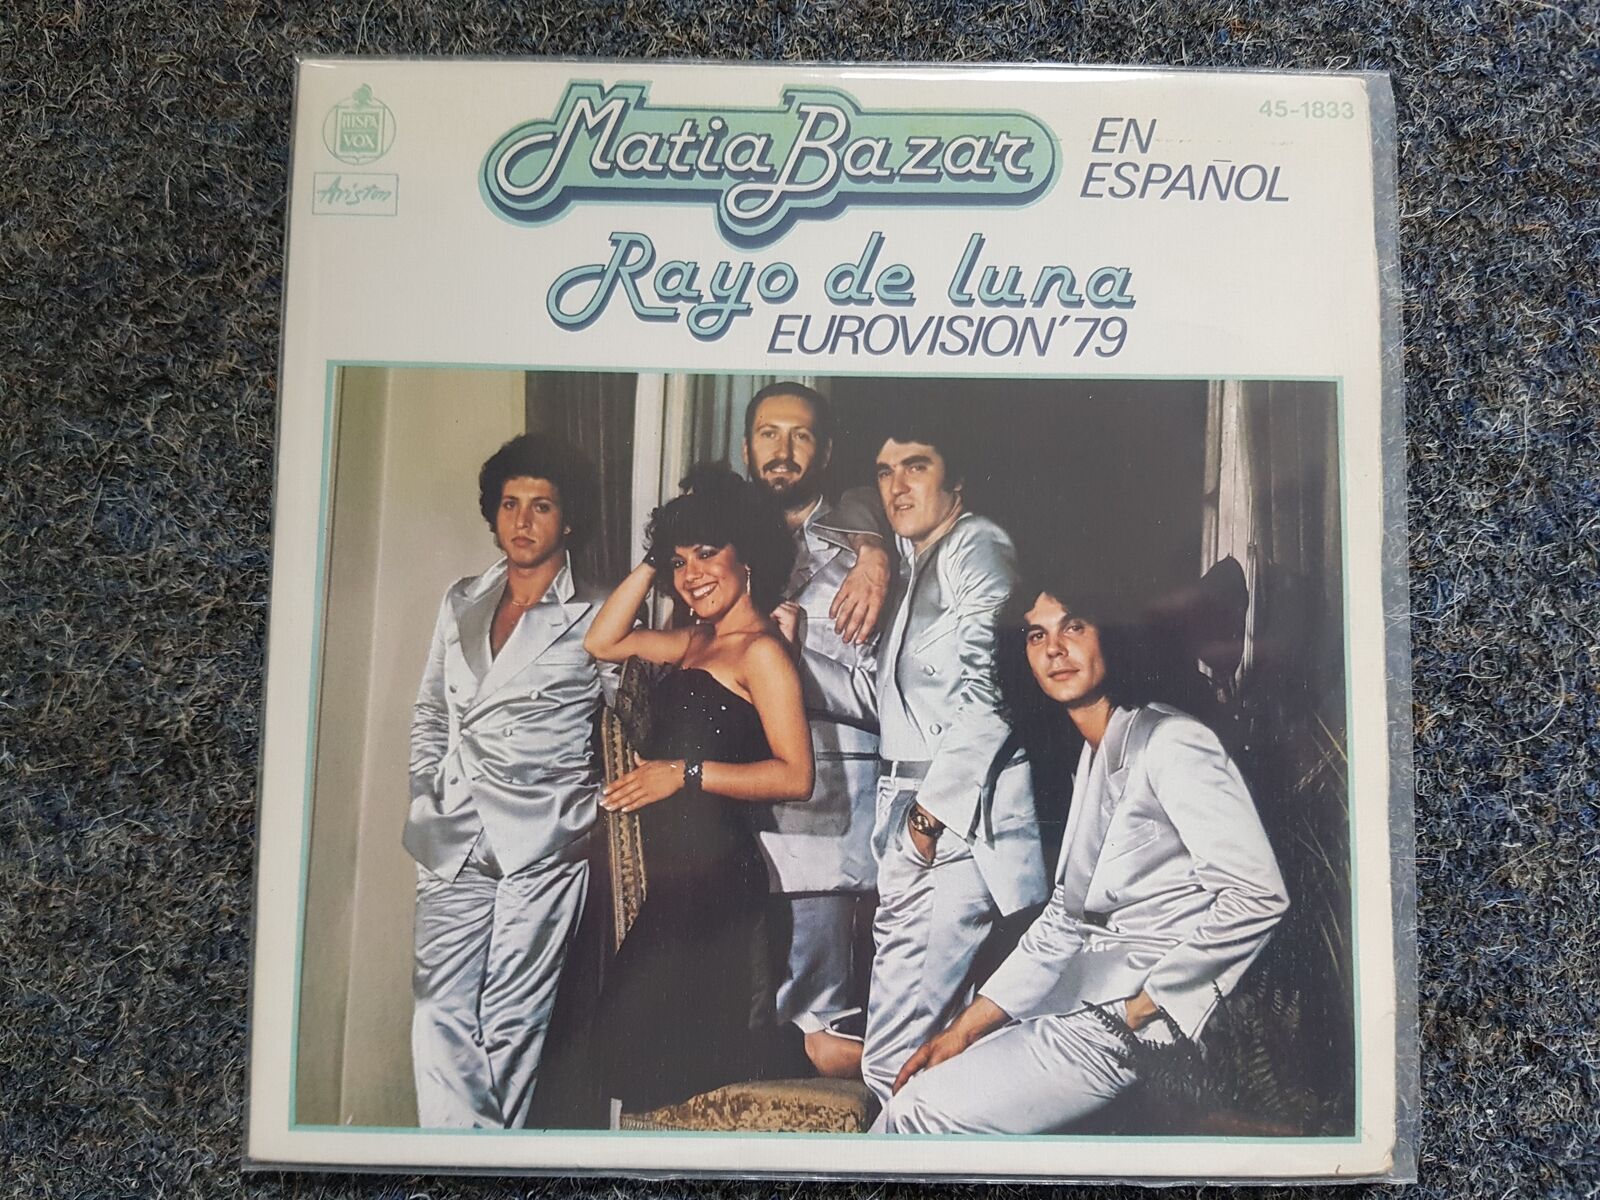 HISPA
VOX
Ariston
Matia Bazar
EN
ESPAÑOL
45-1833
Rayo de luna
EUROVISION'79